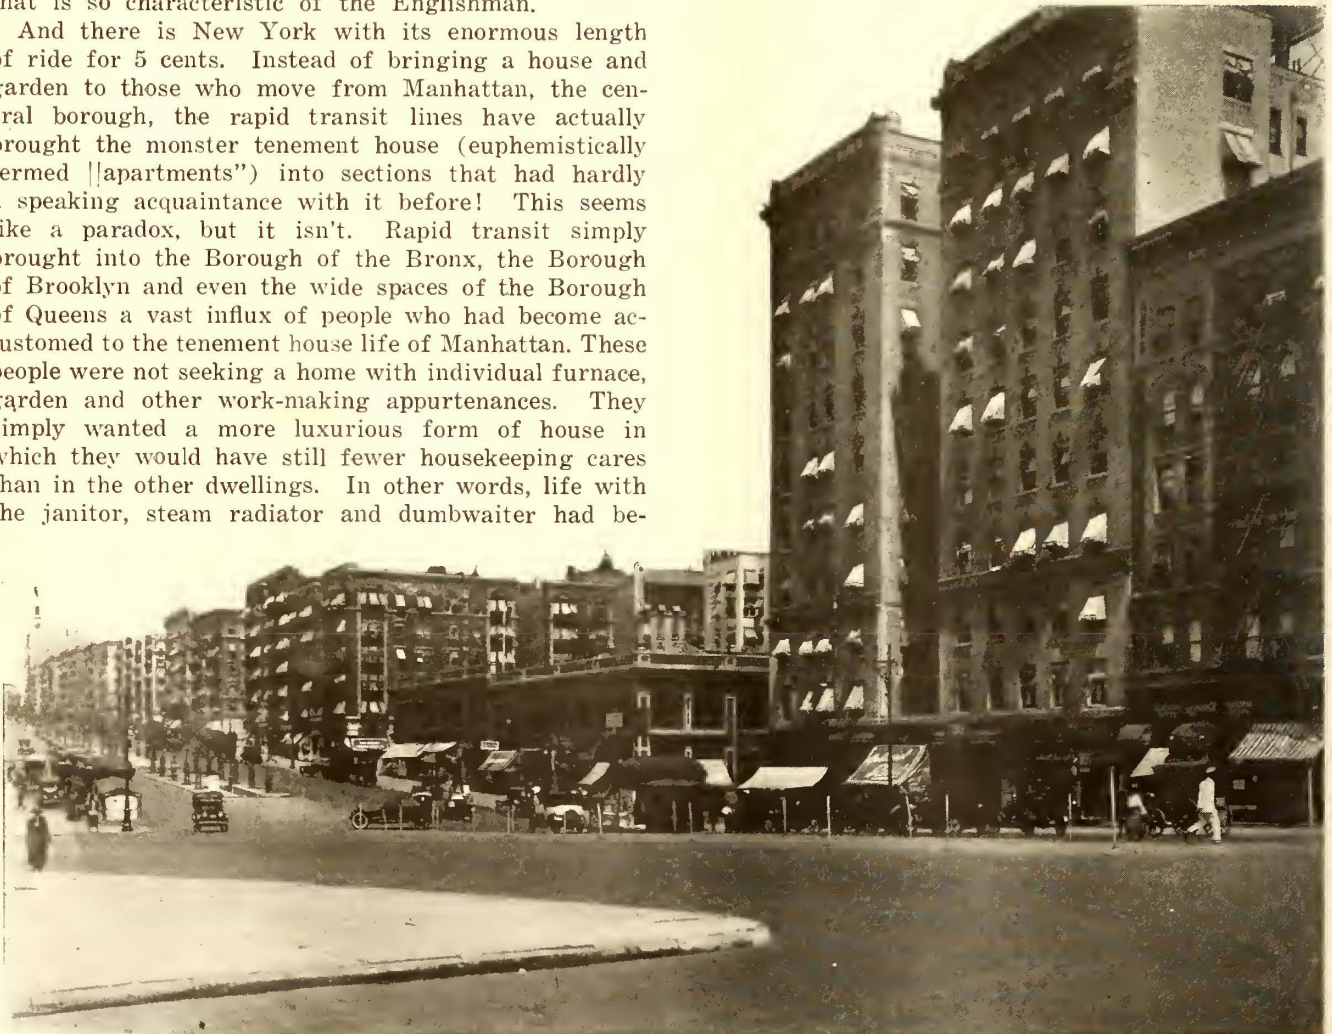 hat is so characteristic of the Englishman.
And there is New York with its enormous length
f ride for 5 cents. Instead of bringing a house and
arden to those who move from Manhattan, the cen-
ral borough, the rapid transit lines have actually
rought the monster tenement house (euphemistically
ermed ||apartments") into sections that had hardly
speaking acquaintance with it before! This seems
ike a paradox, but it isn't. Rapid transit simply
rought into the Borough of the Bronx, the Borough
f Brooklyn and even the wide spaces of the Borough
f Queens a vast influx of people who had become ac-
ustomed to the tenement house life of Manhattan. These
eople were not seeking a home with individual furnace,
arden and other work-making appurtenances. They
imply wanted a more luxurious form of house in
which they would have still fewer housekeeping cares
han in the other dwellings. In other words, life with
he janitor, steam radiator and dumbwaiter had be-